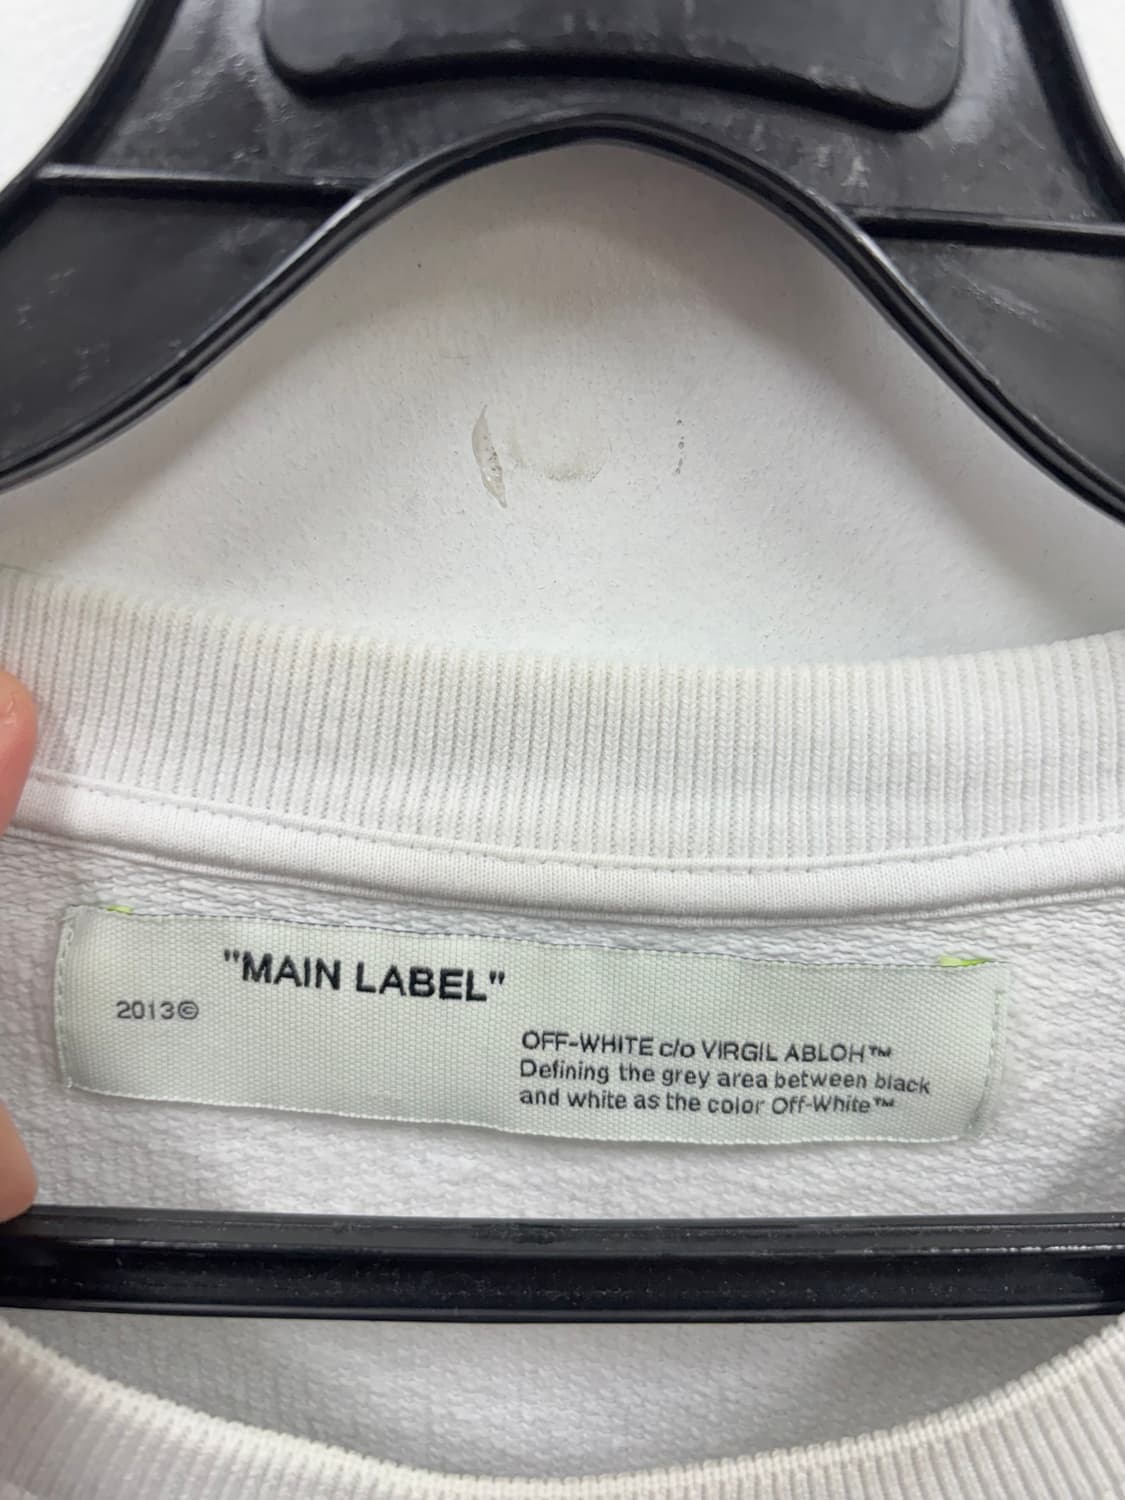 "MAIN LABEL"
2013©
OFF-WHITE c/o VIRGIL ABLOH™
Defining the grey area between black
and white as the color Off-White™